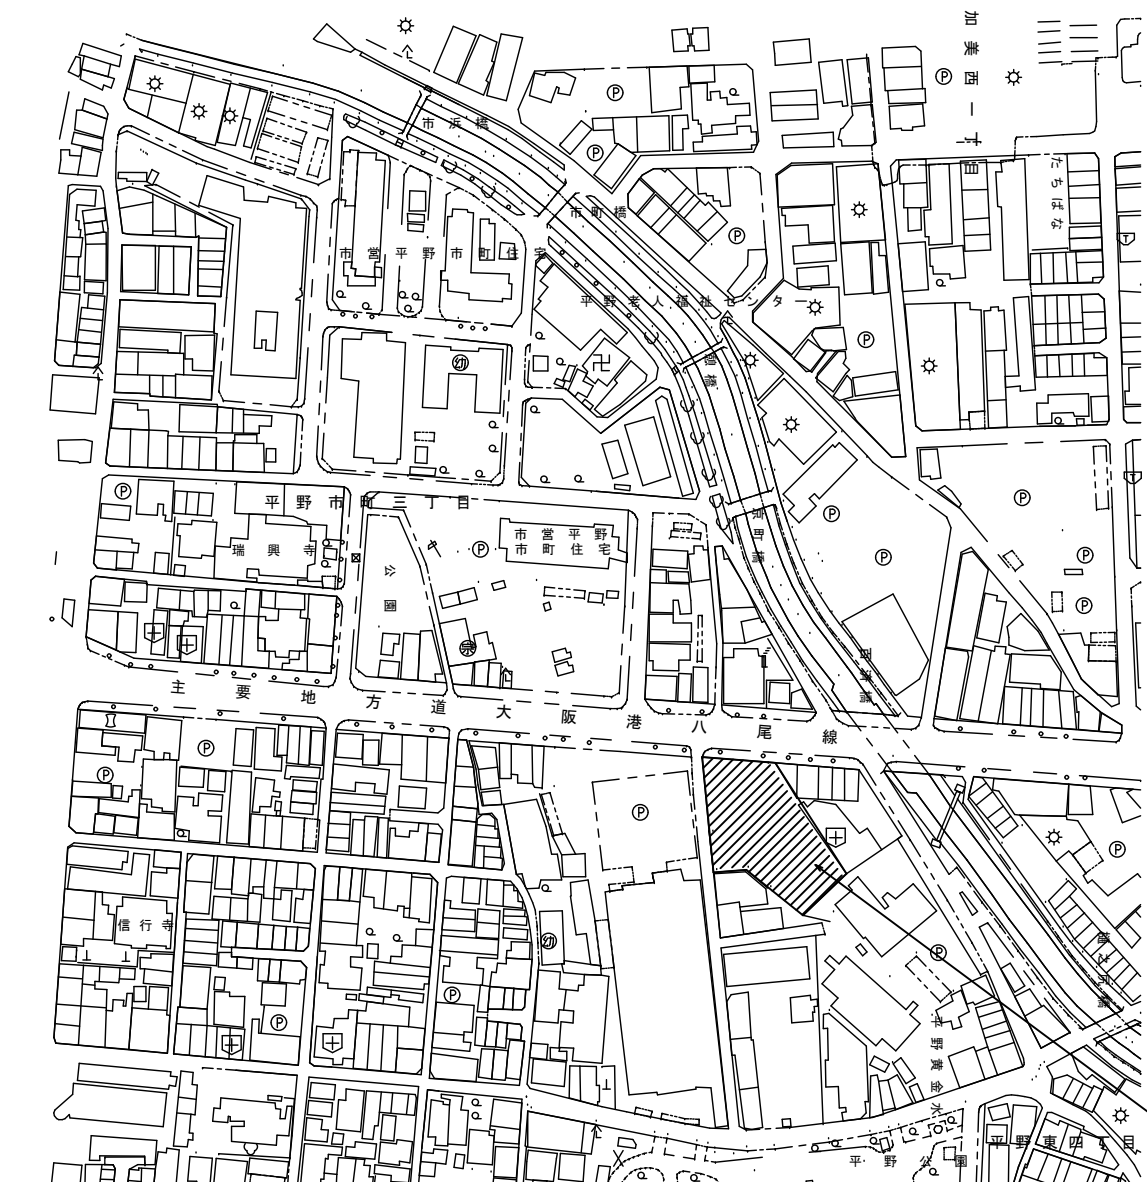 加美西一丁目
市浜橋
たちばな
市町橋
市営平野市町住宅
平野老人福祉センター
幼
卍
平野市町三丁目
市営平野
市町住宅
瑞興寺
公園
主要地方道大阪港八尾線
信行寺
幼
平野黄金水
平野東四丁目
平野公園